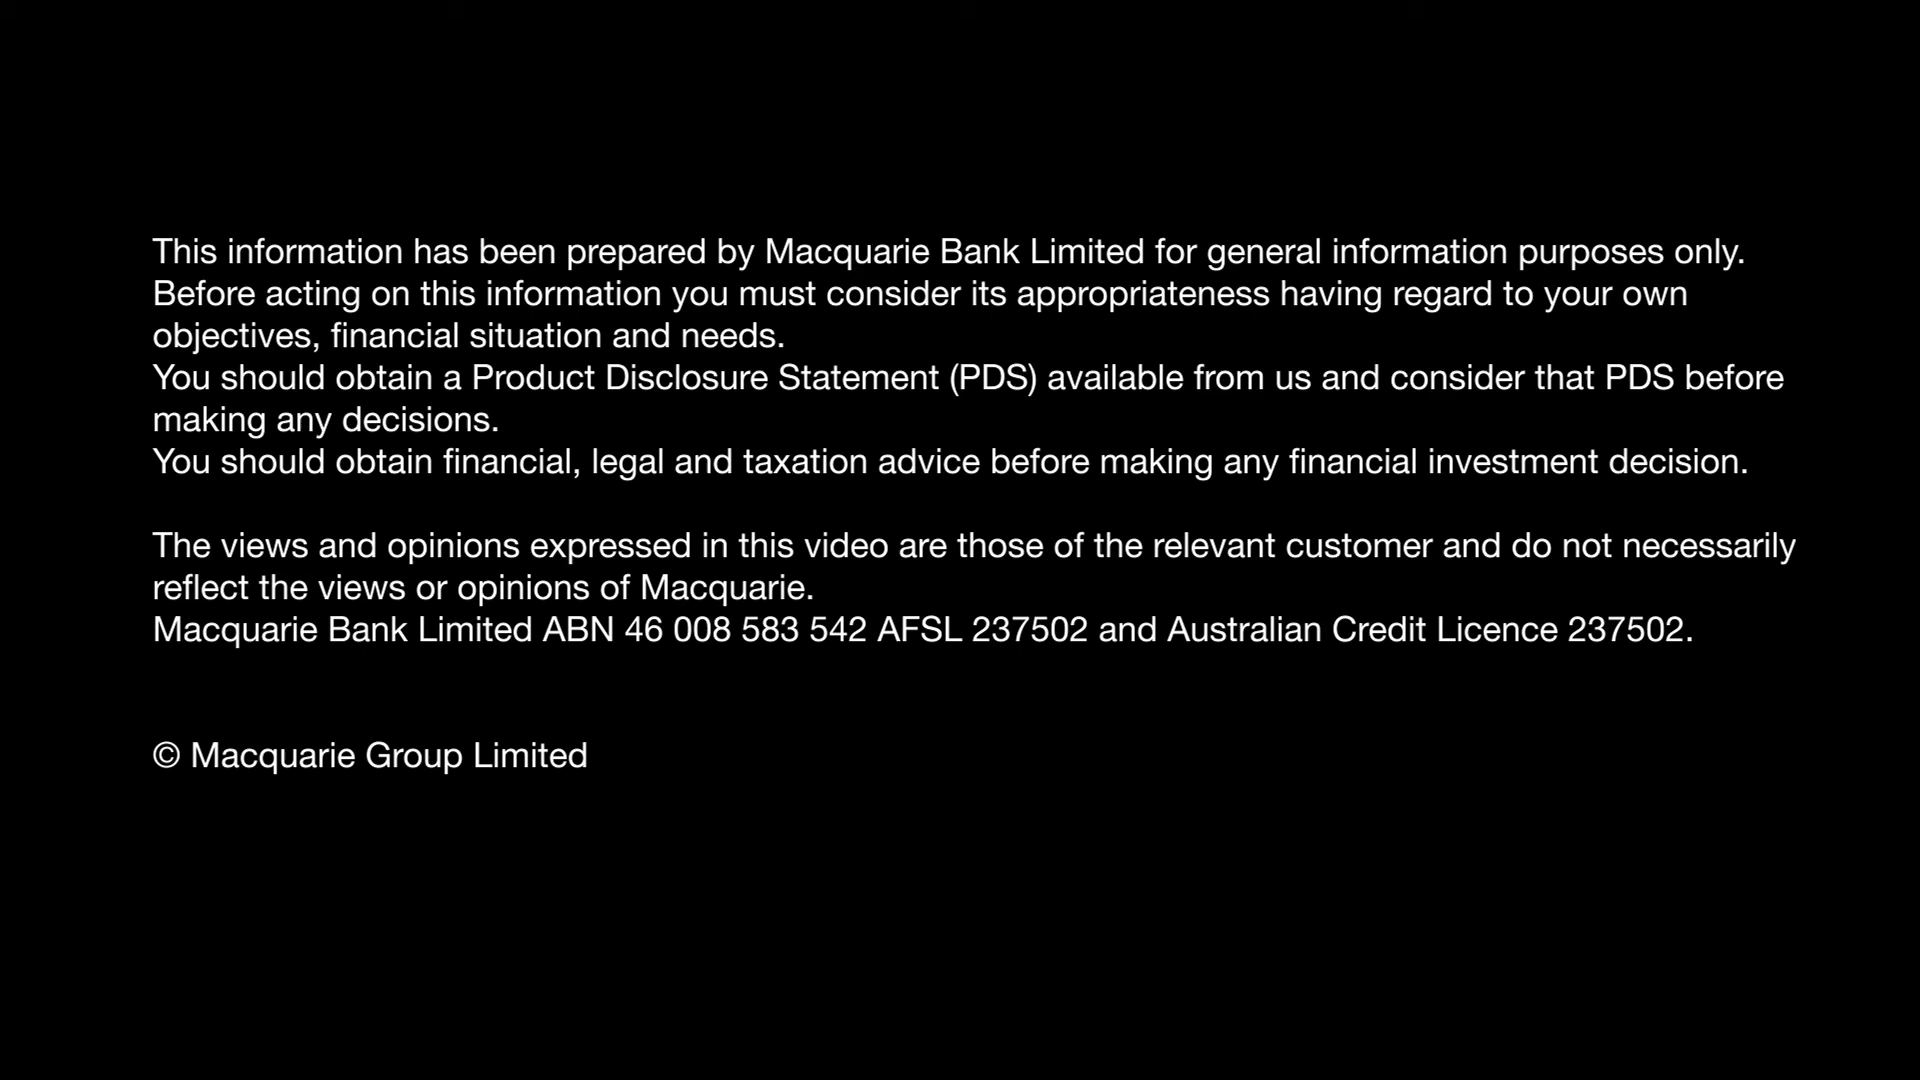 This information has been prepared by Macquarie Bank Limited for general information purposes only.
Before acting on this information you must consider its appropriateness having regard to your own
objectives, financial situation and needs.
You should obtain a Product Disclosure Statement (PDS) available from us and consider that PDS before
making any decisions.
You should obtain financial, legal and taxation advice before making any financial investment decision.
The views and opinions expressed in this video are those of the relevant customer and do not necessarily
reflect the views or opinions of Macquarie.
Macquarie Bank Limited ABN 46 008 583 542 AFSL 237502 and Australian Credit Licence 237502.
© Macquarie Group Limited